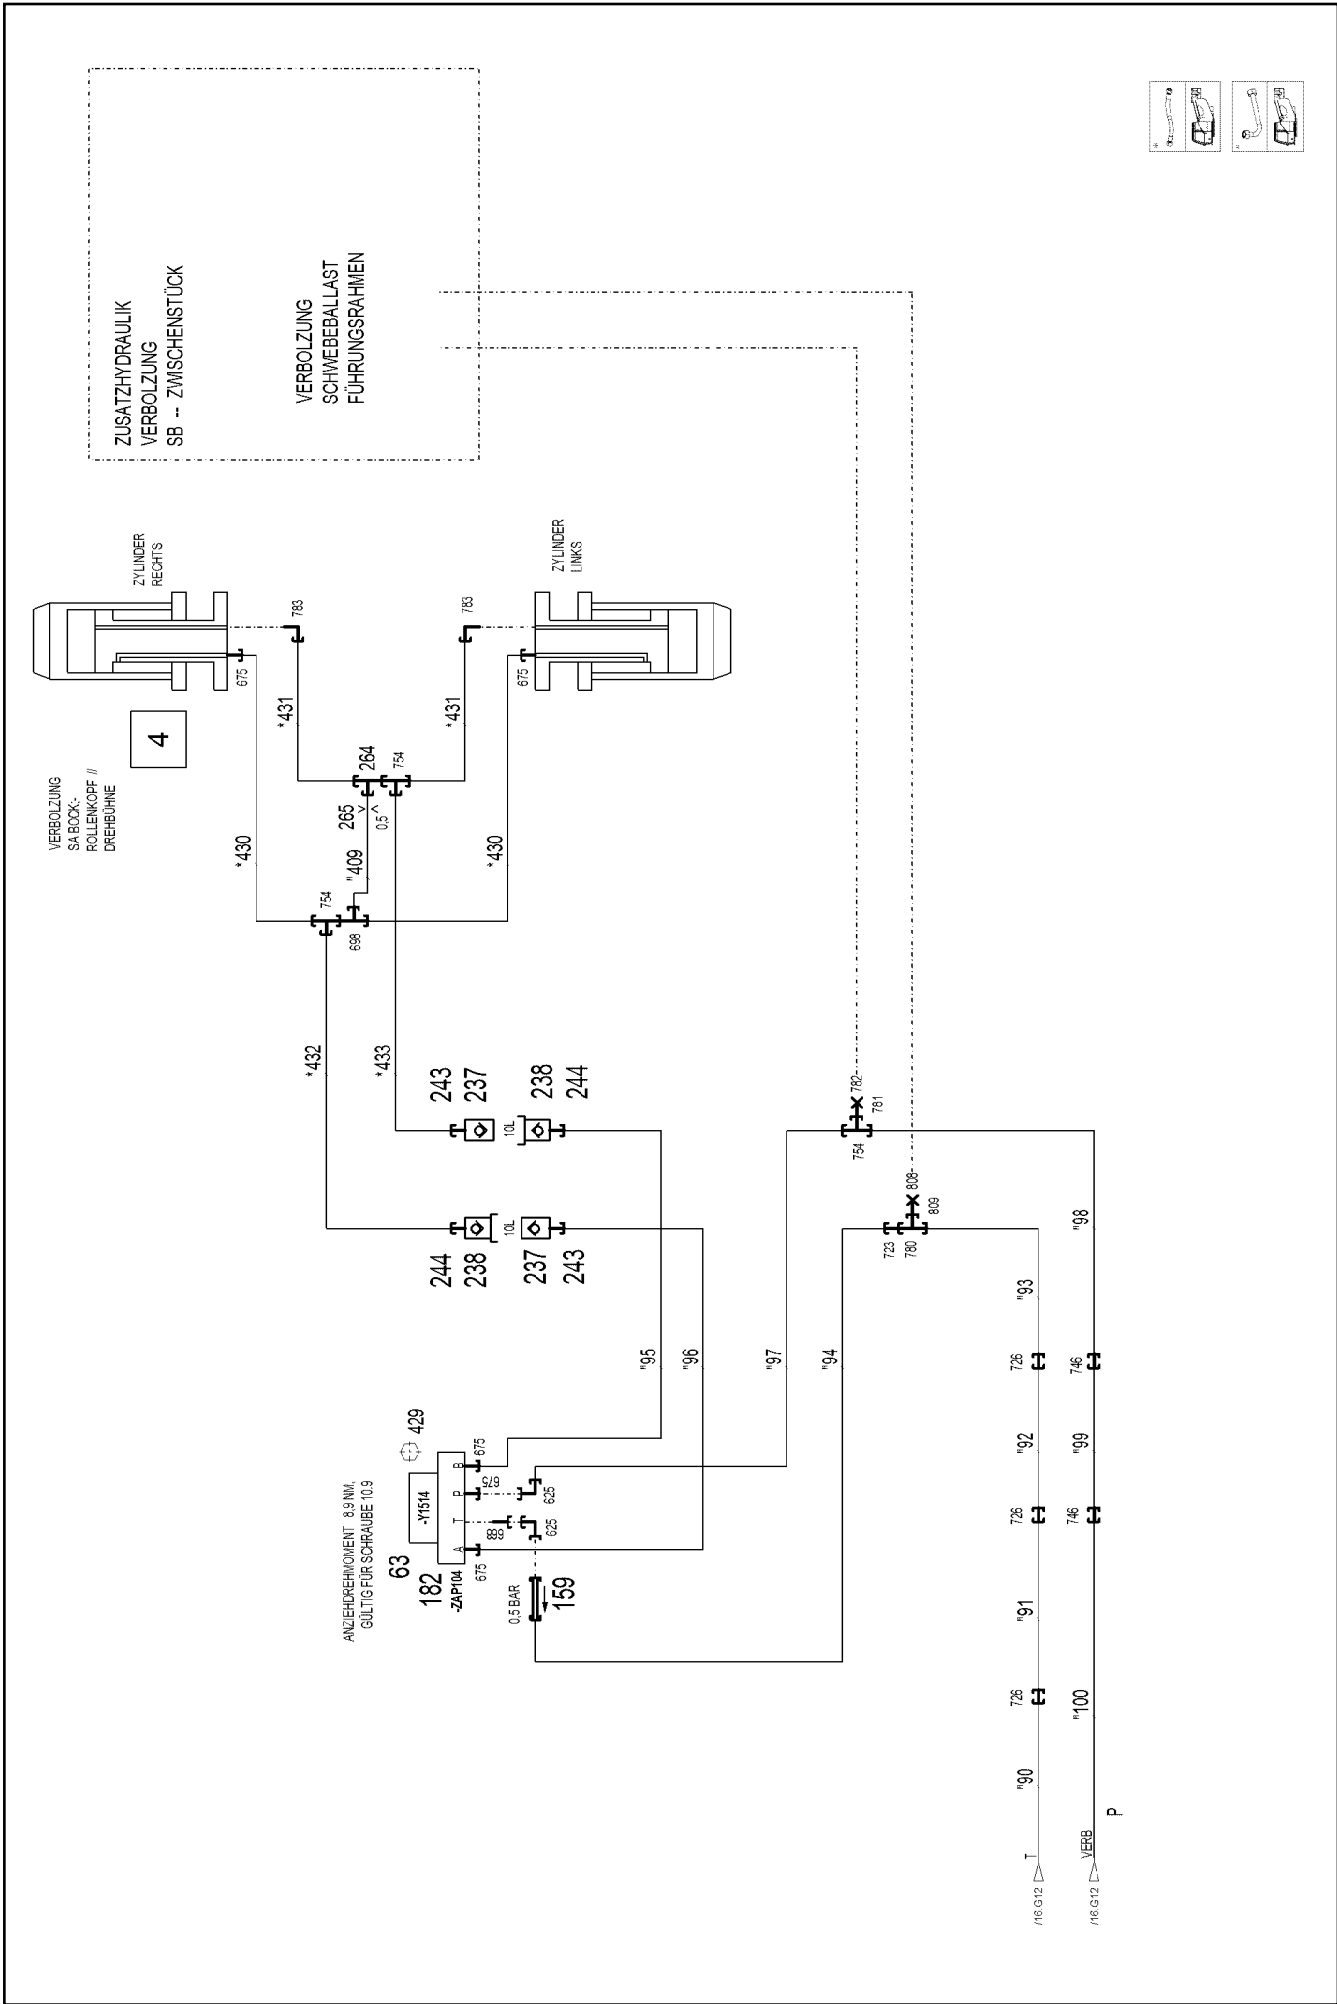 ZUSATZHYDRAULIK
VERBOLZUNG
SB -- ZWISCHENSTÜCK
VERBOLZUNG
SCHWEBEBALLAST
FÜHRUNGSRAHMEN
VERBOLZUNG
SA BOCK;-
ROLLENKOPF //
DREHBÜHNE
4
ZYLINDER
RECHTS
ZYLINDER
LINKS
675
783
783
675
*431
*431
*430
*430
264
754
265
0,5
"409
754
698
*432
*433
243
237
10L
238
244
244
238
10L
237
243
ANZIEHDREHMOMENT 8,9 NM,
GÜLTIG FÜR SCHRAUBE 10.9
63
182
-ZAP104
-Y1514
429
A
T
P
B
675
688
675
675
625
625
0,5 BAR
159
"95
"96
"97
"94
782
781
754
808
809
723
780
"98
"93
726
746
"92
"99
726
746
"91
726
"100
"90
T
VERB
P
/16.G12
/16.G12
*
"